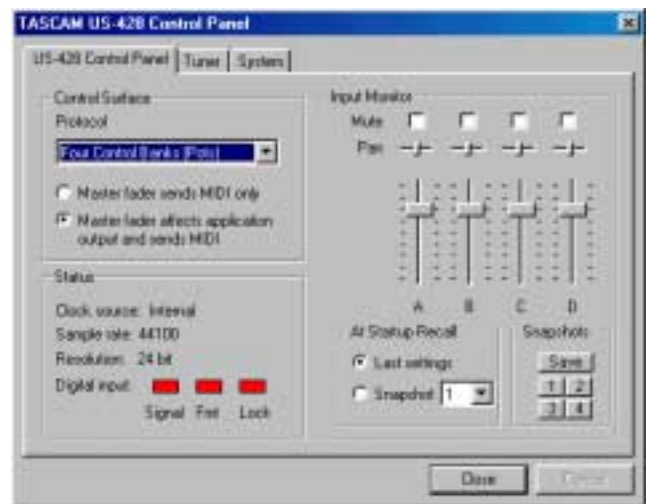 TASCAM US-428 Control Panel
US-428 Control Panel Tuner System
Control Surface
Protocol
Four Control Banks (Pots)
Master fader sends MIDI only
Master fader affects application
output and sends MIDI.
Status
Clock source: Internal
Sample rate: 44100
Resolution: 24 bit
Digital input:
Signal Fmt Lock
Input Monitor
Mute
Pan
A B C D
At Startup Recall
Last settings
Snapshot 1
Snapshots
Save
1 2
3 4
Close